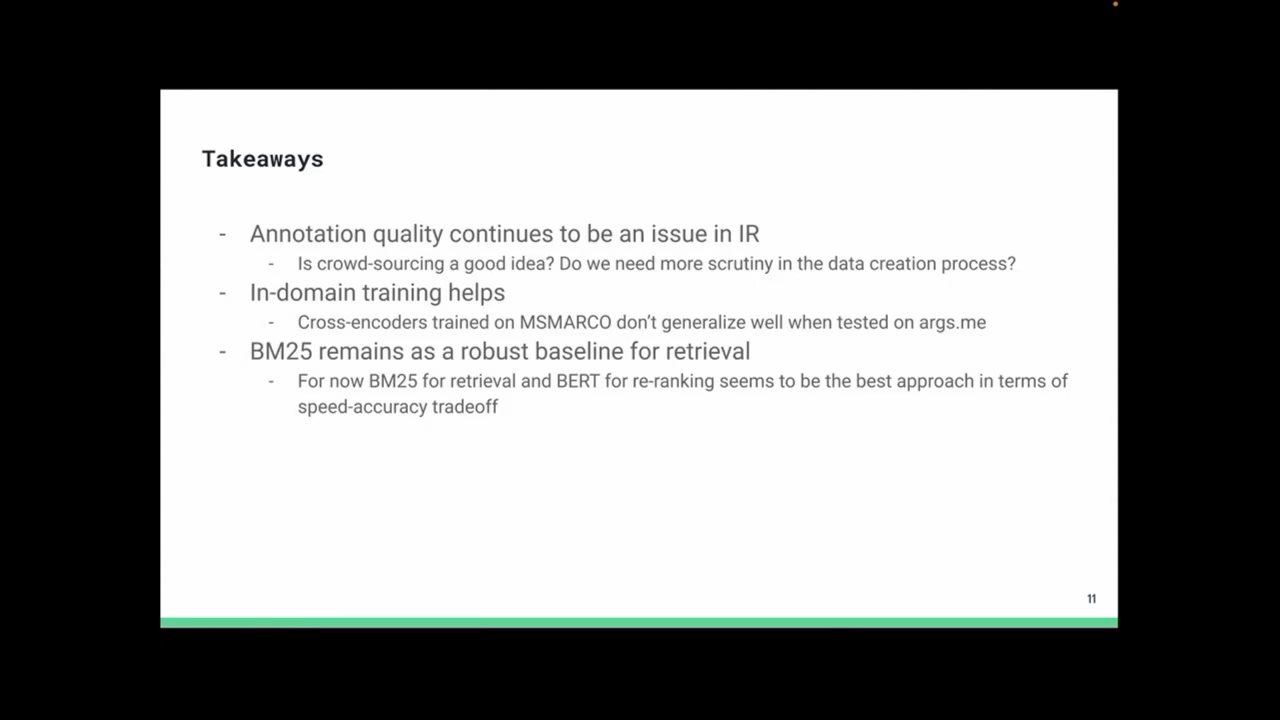 Takeaways
- Annotation quality continues to be an issue in IR
- Is crowd-sourcing a good idea? Do we need more scrutiny in the data creation process?
- In-domain training helps
- Cross-encoders trained on MSMARCO don't generalize well when tested on args.me
- BM25 remains as a robust baseline for retrieval
- For now BM25 for retrieval and BERT for re-ranking seems to be the best approach in terms of
speed-accuracy tradeoff
11